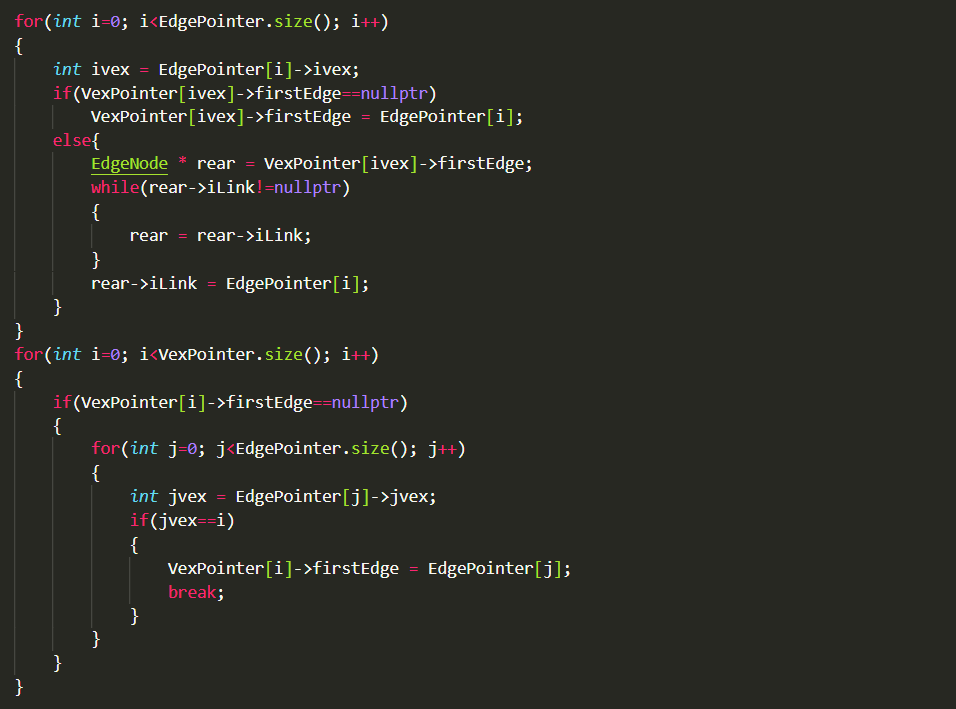 for(int i=0; i<EdgePointer.size(); i++)
{
    int ivex = EdgePointer[i]->ivex;
    if(VexPointer[ivex]->firstEdge==nullptr)
        VexPointer[ivex]->firstEdge = EdgePointer[i];
    else{
        EdgeNode * rear = VexPointer[ivex]->firstEdge;
        while(rear->iLink!=nullptr)
        {
            rear = rear->iLink;
        }
        rear->iLink = EdgePointer[i];
    }
}
for(int i=0; i<VexPointer.size(); i++)
{
    if(VexPointer[i]->firstEdge==nullptr)
    {
        for(int j=0; j<EdgePointer.size(); j++)
        {
            int jvex = EdgePointer[j]->jvex;
            if(jvex==i)
            {
                VexPointer[i]->firstEdge = EdgePointer[j];
                break;
            }
        }
    }
}